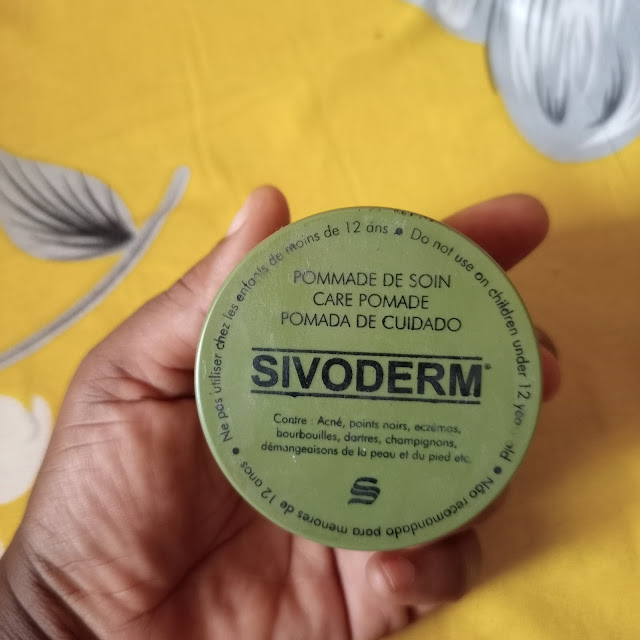 POMMADE DE SOIN
CARE POMADE
POMADA DE CUIDADO
SIVODERM
Contre : Acné, points noirs, eczémas,
bourbouilles, dartres, champignons,
démangeaisons de la peau et du pied etc.
• Ne pas utiliser chez les enfants de moins de 12 ans
• Do not use on children under 12
• Não recomendado para menores de 12 anos